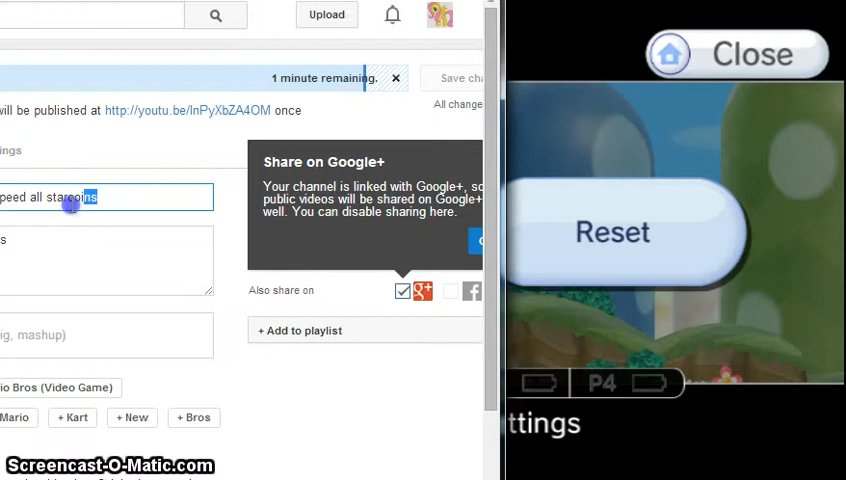 Upload
1 minute remaining.
Save cha
will be published at http://youtu.be/lnPyXbZA4OM once
All change
ings
Share on Google+
peed all starcoins
Your channel is linked with Google+, so
public videos will be shared on Google+
well. You can disable sharing here.
s
Also share on
g+
f
ig, mashup)
+ Add to playlist
io Bros (Video Game)
Mario
+ Kart
+ New
+ Bros
Screencast-O-Matic.com
Close
Reset
P4
ttings